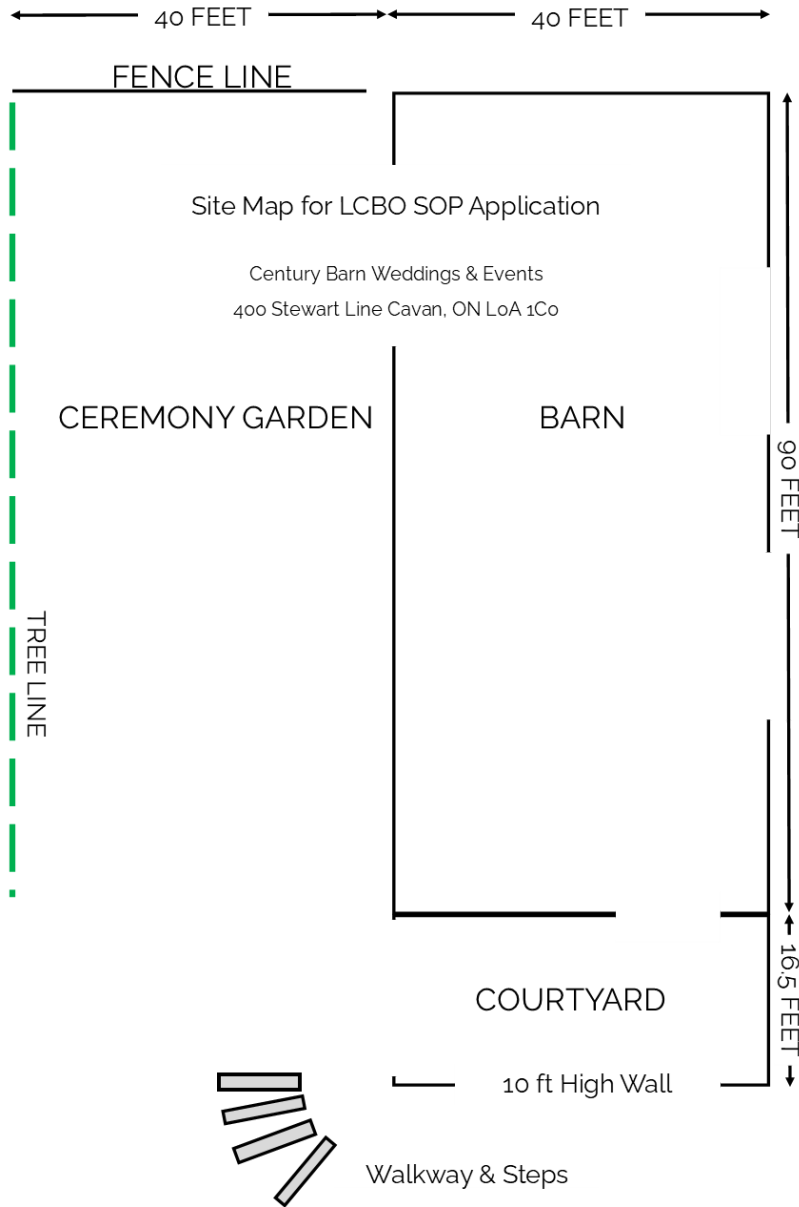 40 FEET
40 FEET
FENCE LINE
Site Map for LCBO SOP Application
Century Barn Weddings & Events
400 Stewart Line Cavan, ON L0A 1C0
CEREMONY GARDEN
BARN
90 FEET
TREE LINE
16.5 FEET
COURTYARD
10 ft High Wall
Walkway & Steps